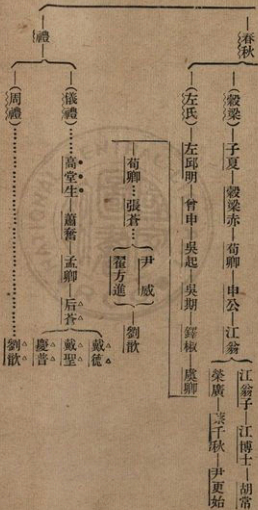 春秋
(穀梁)—子夏—穀梁赤—荀卿—申公—江翁
江翁子—江博士—胡常
榮廣—蔡千秋—尹更始
(左氏)—左邱明—曾申—吳起—吳期 鐸椒 虞卿
荀卿…張蒼…
尹咸
翟方進
劉歆
禮
(儀禮)……高堂生—蕭奮 孟卿—后蒼
戴德
戴聖
慶普
(周禮)……劉歆